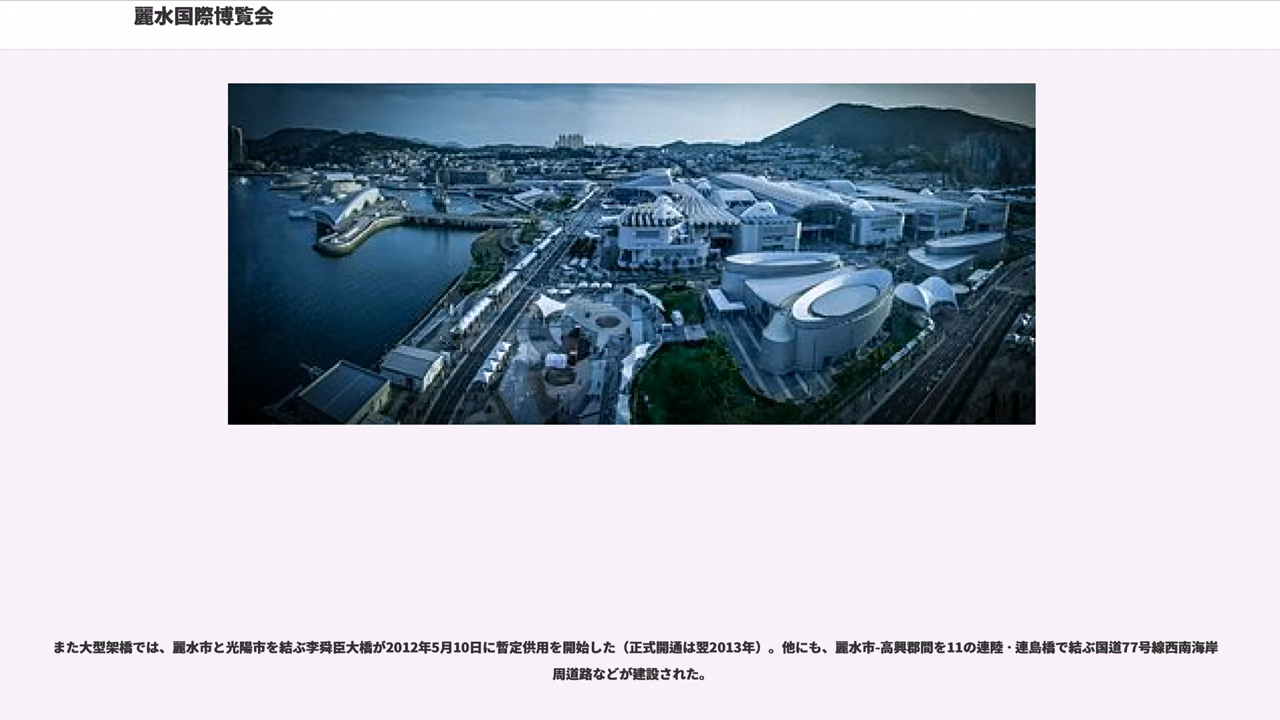 麗水国際博覧会
また大型架橋では、麗水市と光陽市を結ぶ李舜臣大橋が2012年5月10日に暫定供用を開始した（正式開通は翌2013年）。他にも、麗水市-高興郡間を11の連陸・連島橋で結ぶ国道77号線西南海岸
周道路などが建設された。